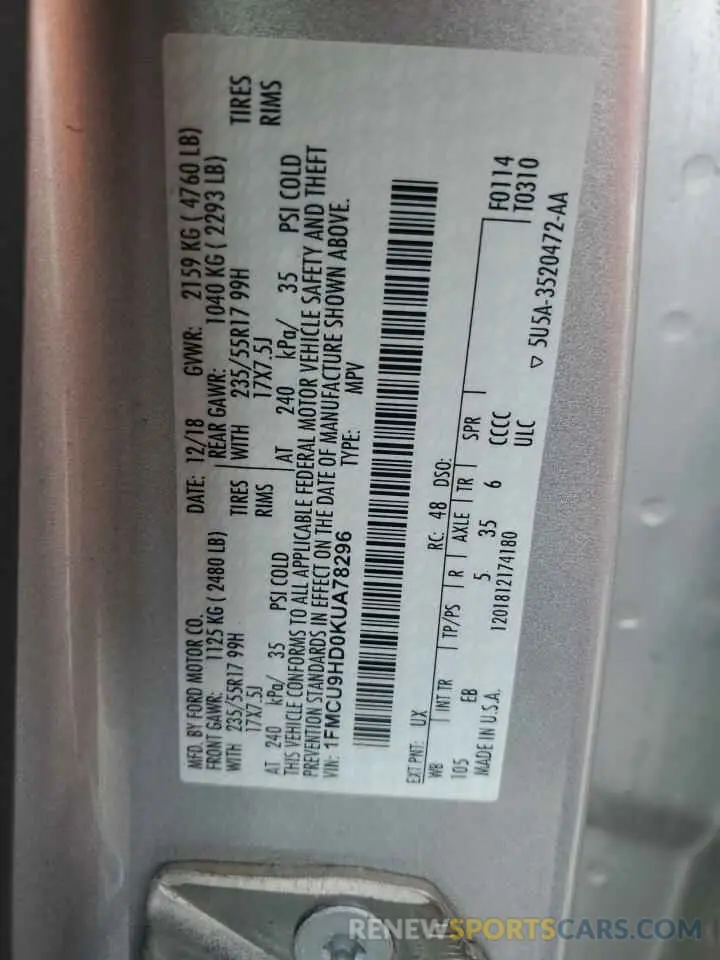 MFD. BY FORD MOTOR CO.
DATE: 12/18 GVWR: 2159 KG ( 4760 LB)
FRONT GAWR: 1125 KG ( 2480 LB) REAR GAWR: 1040 KG ( 2293 LB)
WITH 235/55R17 99H TIRES WITH 235/55R17 99H TIRES
17X7.5J RIMS 17X7.5J RIMS
AT 240 kPa/ 35 PSI COLD AT 240 kPa/ 35 PSI COLD
THIS VEHICLE CONFORMS TO ALL APPLICABLE FEDERAL MOTOR VEHICLE SAFETY AND THEFT
PREVENTION STANDARDS IN EFFECT ON THE DATE OF MANUFACTURE SHOWN ABOVE.
VIN: 1FMCU9HD0KUA78296 TYPE: MPV
EXT PNT: UX RC: 48 DSO:
WB INT TR TP/PS R AXLE TR SPR
105 EB 5 35 6 CCCC
MADE IN U.S.A. 1201812174180 ULC
F0114
T0310
▽ 5U5A-3520472-AA
RENEWSPORTSCARS.COM